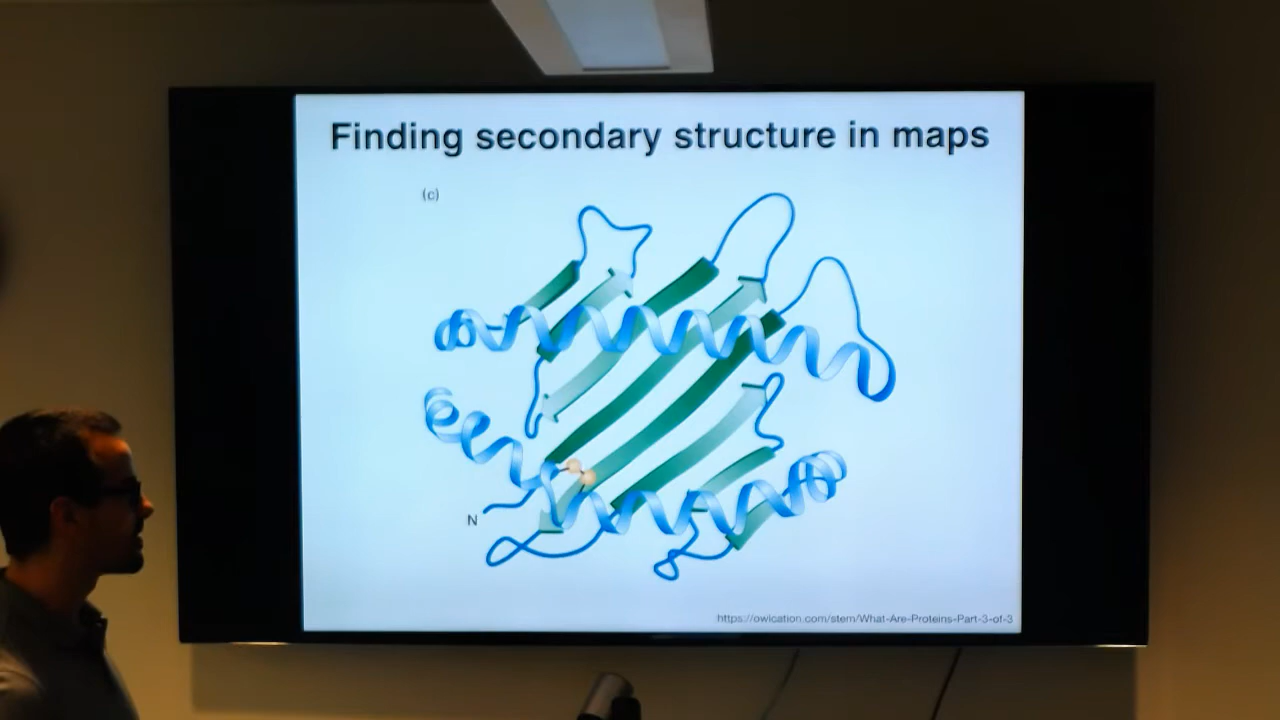 Finding secondary structure in maps
(c)
N
https://owlcation.com/stem/What-Are-Proteins-Part-3-of-3